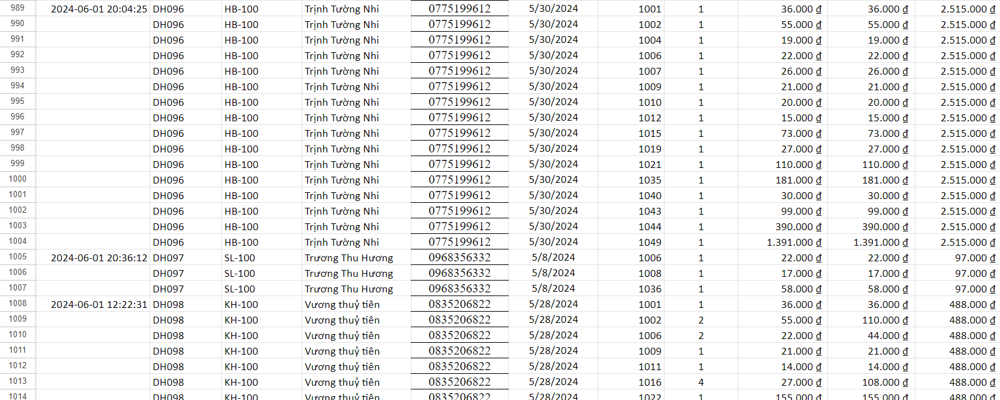 989 2024-06-01 20:04:25 DH096 HB-100 Trịnh Tường Nhi 0775199612 5/30/2024 1001 1 36.000 ₫ 36.000 ₫ 2.515.000 ₫
990 DH096 HB-100 Trịnh Tường Nhi 0775199612 5/30/2024 1002 1 55.000 ₫ 55.000 ₫ 2.515.000 ₫
991 DH096 HB-100 Trịnh Tường Nhi 0775199612 5/30/2024 1004 1 19.000 ₫ 19.000 ₫ 2.515.000 ₫
992 DH096 HB-100 Trịnh Tường Nhi 0775199612 5/30/2024 1006 1 22.000 ₫ 22.000 ₫ 2.515.000 ₫
993 DH096 HB-100 Trịnh Tường Nhi 0775199612 5/30/2024 1007 1 26.000 ₫ 26.000 ₫ 2.515.000 ₫
994 DH096 HB-100 Trịnh Tường Nhi 0775199612 5/30/2024 1009 1 21.000 ₫ 21.000 ₫ 2.515.000 ₫
995 DH096 HB-100 Trịnh Tường Nhi 0775199612 5/30/2024 1010 1 20.000 ₫ 20.000 ₫ 2.515.000 ₫
996 DH096 HB-100 Trịnh Tường Nhi 0775199612 5/30/2024 1012 1 15.000 ₫ 15.000 ₫ 2.515.000 ₫
997 DH096 HB-100 Trịnh Tường Nhi 0775199612 5/30/2024 1015 1 73.000 ₫ 73.000 ₫ 2.515.000 ₫
998 DH096 HB-100 Trịnh Tường Nhi 0775199612 5/30/2024 1019 1 27.000 ₫ 27.000 ₫ 2.515.000 ₫
999 DH096 HB-100 Trịnh Tường Nhi 0775199612 5/30/2024 1021 1 110.000 ₫ 110.000 ₫ 2.515.000 ₫
1000 DH096 HB-100 Trịnh Tường Nhi 0775199612 5/30/2024 1035 1 181.000 ₫ 181.000 ₫ 2.515.000 ₫
1001 DH096 HB-100 Trịnh Tường Nhi 0775199612 5/30/2024 1040 1 30.000 ₫ 30.000 ₫ 2.515.000 ₫
1002 DH096 HB-100 Trịnh Tường Nhi 0775199612 5/30/2024 1043 1 99.000 ₫ 99.000 ₫ 2.515.000 ₫
1003 DH096 HB-100 Trịnh Tường Nhi 0775199612 5/30/2024 1044 1 390.000 ₫ 390.000 ₫ 2.515.000 ₫
1004 DH096 HB-100 Trịnh Tường Nhi 0775199612 5/30/2024 1049 1 1.391.000 ₫ 1.391.000 ₫ 2.515.000 ₫
1005 2024-06-01 20:36:12 DH097 SL-100 Trương Thu Hương 0968356332 5/8/2024 1006 1 22.000 ₫ 22.000 ₫ 97.000 ₫
1006 DH097 SL-100 Trương Thu Hương 0968356332 5/8/2024 1008 1 17.000 ₫ 17.000 ₫ 97.000 ₫
1007 DH097 SL-100 Trương Thu Hương 0968356332 5/8/2024 1036 1 58.000 ₫ 58.000 ₫ 97.000 ₫
1008 2024-06-01 12:22:31 DH098 KH-100 Vương thuỷ tiên 0835206822 5/28/2024 1001 1 36.000 ₫ 36.000 ₫ 488.000 ₫
1009 DH098 KH-100 Vương thuỷ tiên 0835206822 5/28/2024 1002 2 55.000 ₫ 110.000 ₫ 488.000 ₫
1010 DH098 KH-100 Vương thuỷ tiên 0835206822 5/28/2024 1006 2 22.000 ₫ 44.000 ₫ 488.000 ₫
1011 DH098 KH-100 Vương thuỷ tiên 0835206822 5/28/2024 1009 1 21.000 ₫ 21.000 ₫ 488.000 ₫
1012 DH098 KH-100 Vương thuỷ tiên 0835206822 5/28/2024 1011 1 14.000 ₫ 14.000 ₫ 488.000 ₫
1013 DH098 KH-100 Vương thuỷ tiên 0835206822 5/28/2024 1016 4 27.000 ₫ 108.000 ₫ 488.000 ₫
1014 DH098 KH-100 Vương thuỷ tiên 0835206822 5/28/2024 1022 1 155.000 ₫ 155.000 ₫ 488.000 ₫